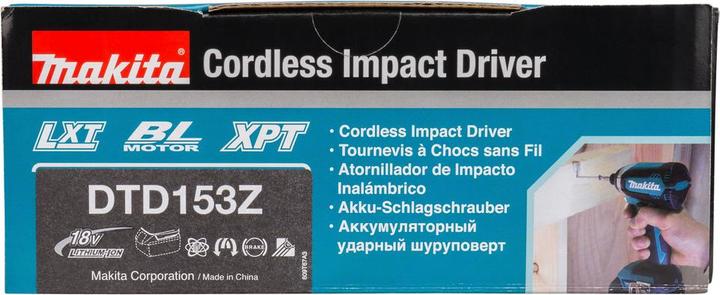 makita® Cordless Impact Driver
LXT BL MOTOR XPT
DTD153Z
18V LITHIUM-ION
BRAKE
Makita Corporation / Made in China
· Cordless Impact Driver
· Tournevis à Chocs sans Fil
· Atornillador de Impacto
Inalámbrico
· Akku-Schlagschrauber
· Аккумуляторный
ударный шуруповерт
makita